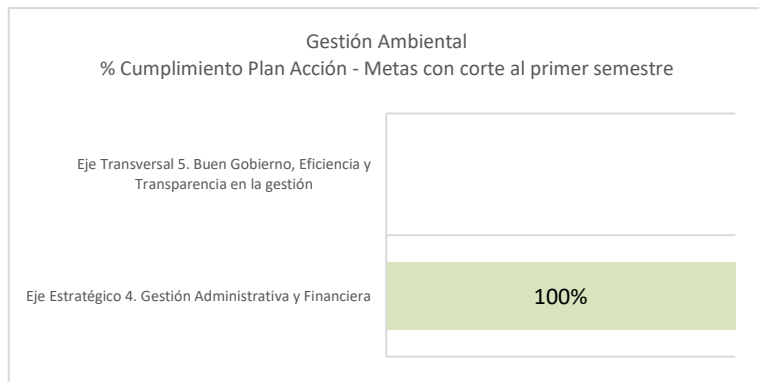 Gestión Ambiental
% Cumplimiento Plan Acción - Metas con corte al primer semestre
Eje Transversal 5. Buen Gobierno, Eficiencia y
Transparencia en la gestión
Eje Estratégico 4. Gestión Administrativa y Financiera
100%